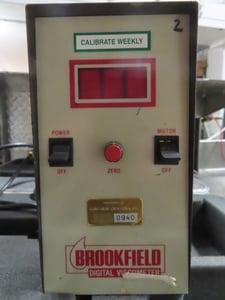 2
CALIBRATE WEEKLY
POWER
MOTOR
OFF
ZERO
OFF
0940
BROOKFIELD
DIGITAL VISCOMETER